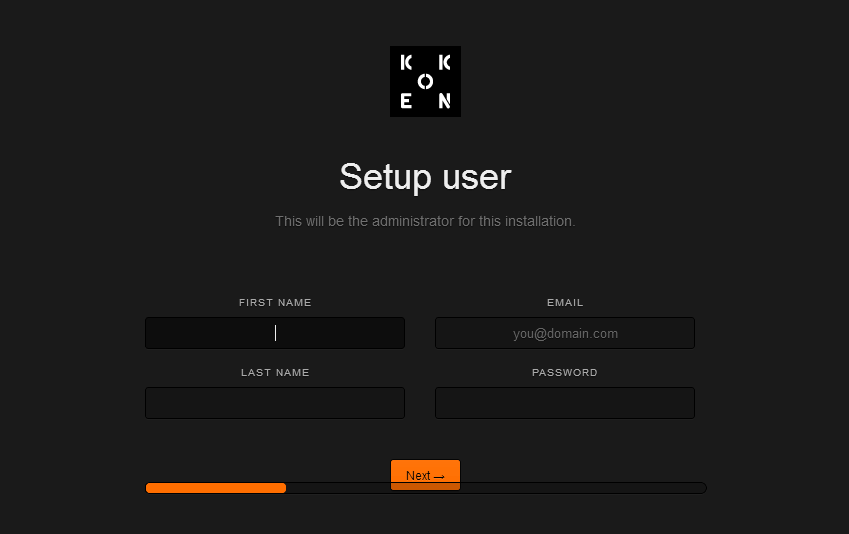 K K
O
E N
Setup user
This will be the administrator for this installation.
FIRST NAME
EMAIL
you@domain.com
LAST NAME
PASSWORD
Next →